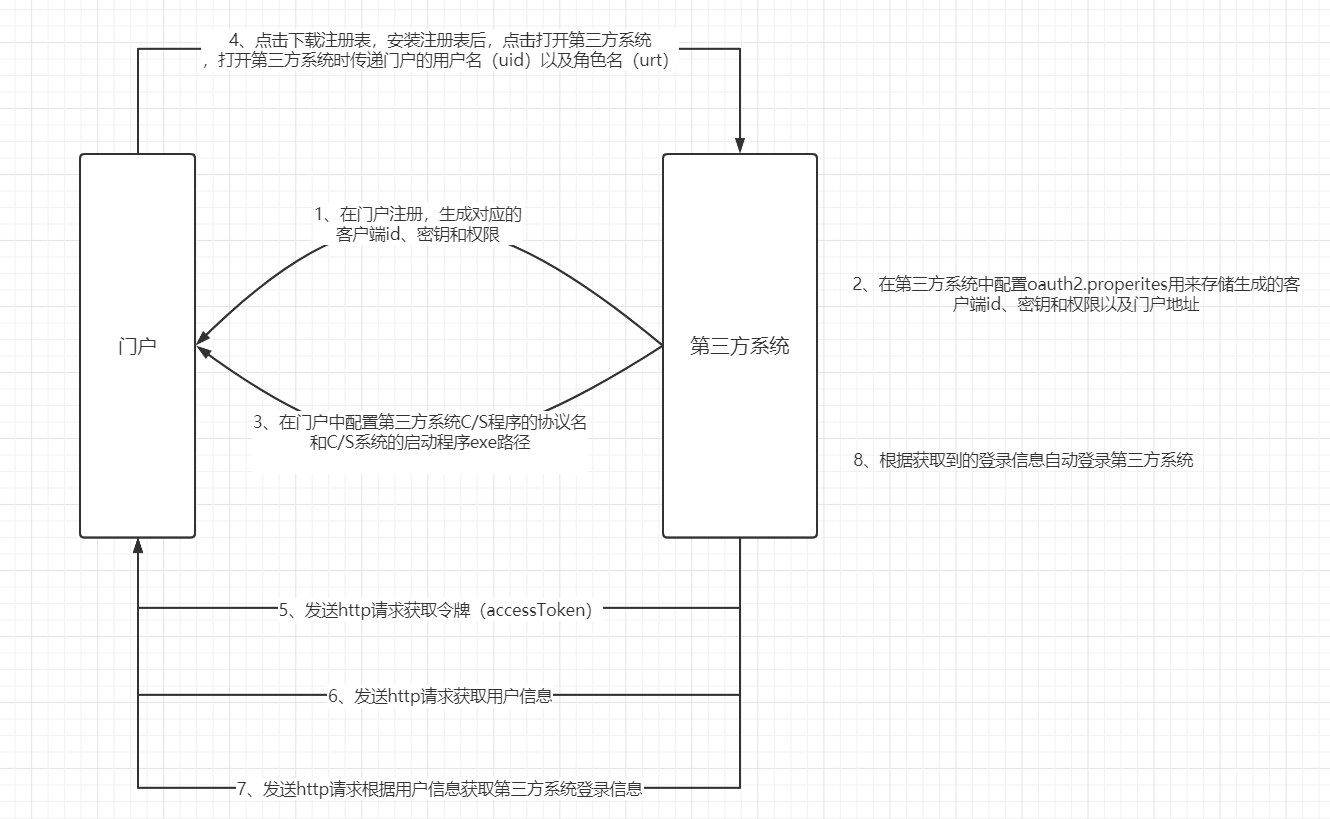 4、点击下载注册表，安装注册表后，点击打开第三方系统
，打开第三方系统时传递门户的用户名（uid）以及角色名（urt）
1、在门户注册，生成对应的
客户端id、密钥和权限
2、在第三方系统中配置oauth2.properites用来存储生成的客
户端id、密钥和权限以及门户地址
门户
第三方系统
3、在门户中配置第三方系统C/S程序的协议名
和C/S系统的启动程序exe路径
8、根据获取到的登录信息自动登录第三方系统
5、发送http请求获取令牌（accessToken）
6、发送http请求获取用户信息
7、发送http请求根据用户信息获取第三方系统登录信息